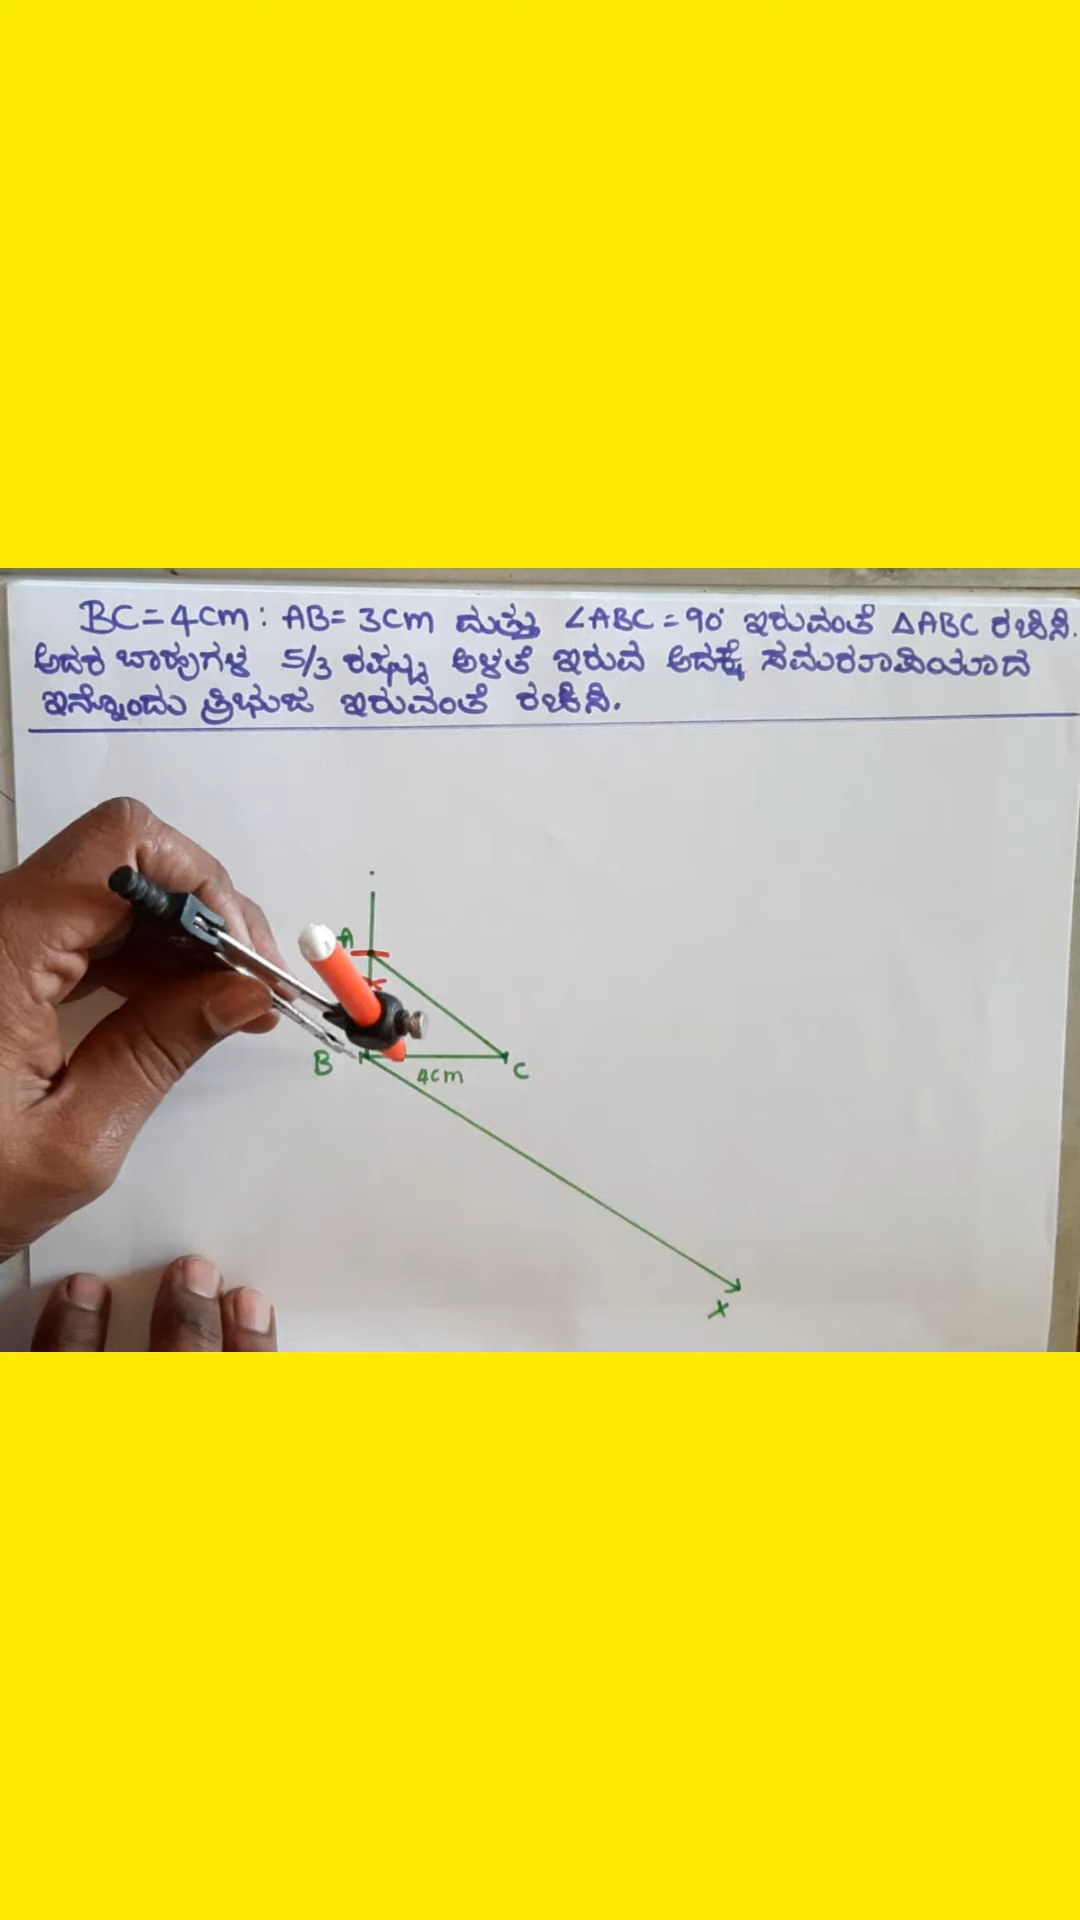 BC = 4cm : AB = 3cm ಮತ್ತು ∠ABC = 90° ಇರುವಂತೆ ΔABC ರಚಿಸಿ.
ಅದರ ಬಾಹುಗಳ 5/3 ರಷ್ಟು ಅಳತೆ ಇರುವ ಅದಕ್ಕೆ ಸಮರೂಪಿಯಾದ
ಇನ್ನೊಂದು ತ್ರಿಭುಜ ಇರುವಂತೆ ರಚಿಸಿ.
A
B
4cm
C
X